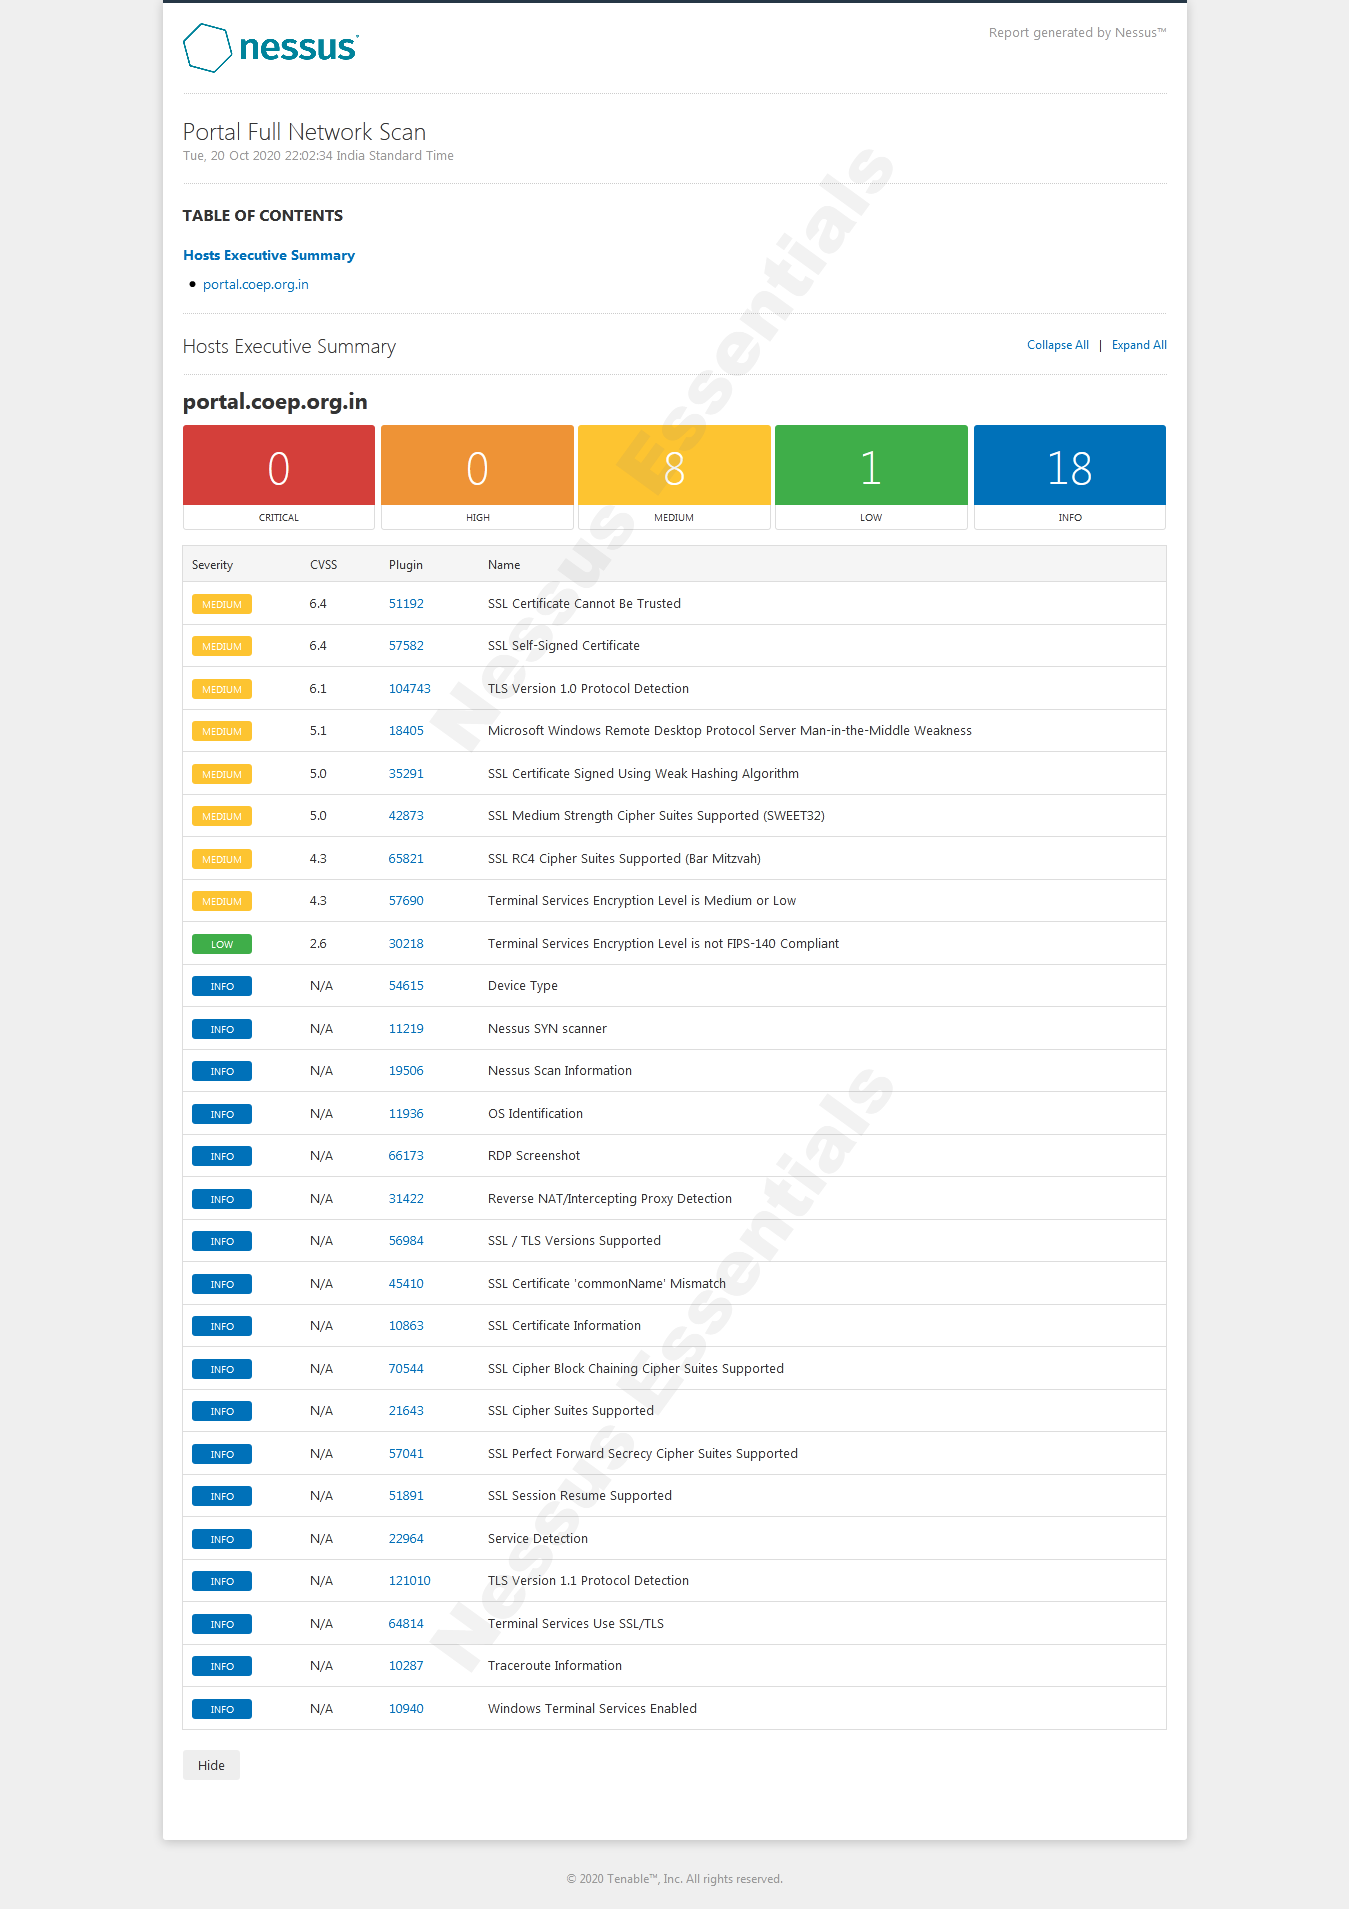 nessus
Report generated by Nessus™
Portal Full Network Scan
Tue, 20 Oct 2020 22:02:34 India Standard Time
TABLE OF CONTENTS
Hosts Executive Summary
• portal.coep.org.in
Hosts Executive Summary
Collapse All | Expand All
portal.coep.org.in
0 0 8 1 18
CRITICAL HIGH MEDIUM LOW INFO
Severity CVSS Plugin Name
MEDIUM 6.4 51192 SSL Certificate Cannot Be Trusted
MEDIUM 6.4 57582 SSL Self-Signed Certificate
MEDIUM 6.1 104743 TLS Version 1.0 Protocol Detection
MEDIUM 5.1 18405 Microsoft Windows Remote Desktop Protocol Server Man-in-the-Middle Weakness
MEDIUM 5.0 35291 SSL Certificate Signed Using Weak Hashing Algorithm
MEDIUM 5.0 42873 SSL Medium Strength Cipher Suites Supported (SWEET32)
MEDIUM 4.3 65821 SSL RC4 Cipher Suites Supported (Bar Mitzvah)
MEDIUM 4.3 57690 Terminal Services Encryption Level is Medium or Low
LOW 2.6 30218 Terminal Services Encryption Level is not FIPS-140 Compliant
INFO N/A 54615 Device Type
INFO N/A 11219 Nessus SYN scanner
INFO N/A 19506 Nessus Scan Information
INFO N/A 11936 OS Identification
INFO N/A 66173 RDP Screenshot
INFO N/A 31422 Reverse NAT/Intercepting Proxy Detection
INFO N/A 56984 SSL / TLS Versions Supported
INFO N/A 45410 SSL Certificate 'commonName' Mismatch
INFO N/A 10863 SSL Certificate Information
INFO N/A 70544 SSL Cipher Block Chaining Cipher Suites Supported
INFO N/A 21643 SSL Cipher Suites Supported
INFO N/A 57041 SSL Perfect Forward Secrecy Cipher Suites Supported
INFO N/A 51891 SSL Session Resume Supported
INFO N/A 22964 Service Detection
INFO N/A 121010 TLS Version 1.1 Protocol Detection
INFO N/A 64814 Terminal Services Use SSL/TLS
INFO N/A 10287 Traceroute Information
INFO N/A 10940 Windows Terminal Services Enabled
Hide
© 2020 Tenable™, Inc. All rights reserved.
Nessus Essentials
Nessus Essentials